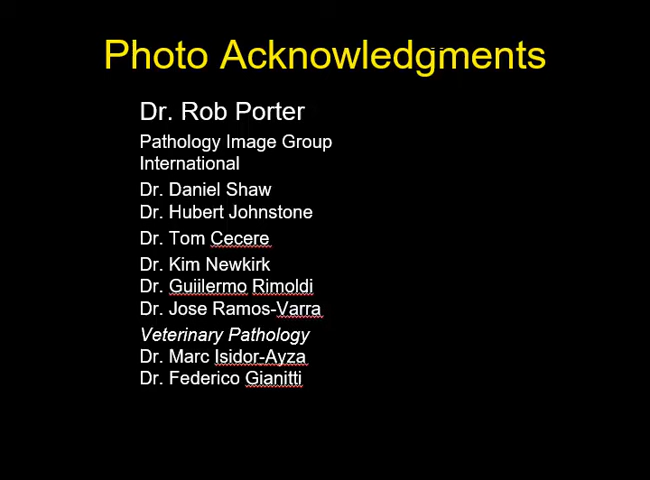 Photo Acknowledgments
Dr. Rob Porter
Pathology Image Group
International
Dr. Daniel Shaw
Dr. Hubert Johnstone
Dr. Tom Cecere
Dr. Kim Newkirk
Dr. Guiilermo Rimoldi
Dr. Jose Ramos-Varra
Veterinary Pathology
Dr. Marc Isidor-Ayza
Dr. Federico Gianitti